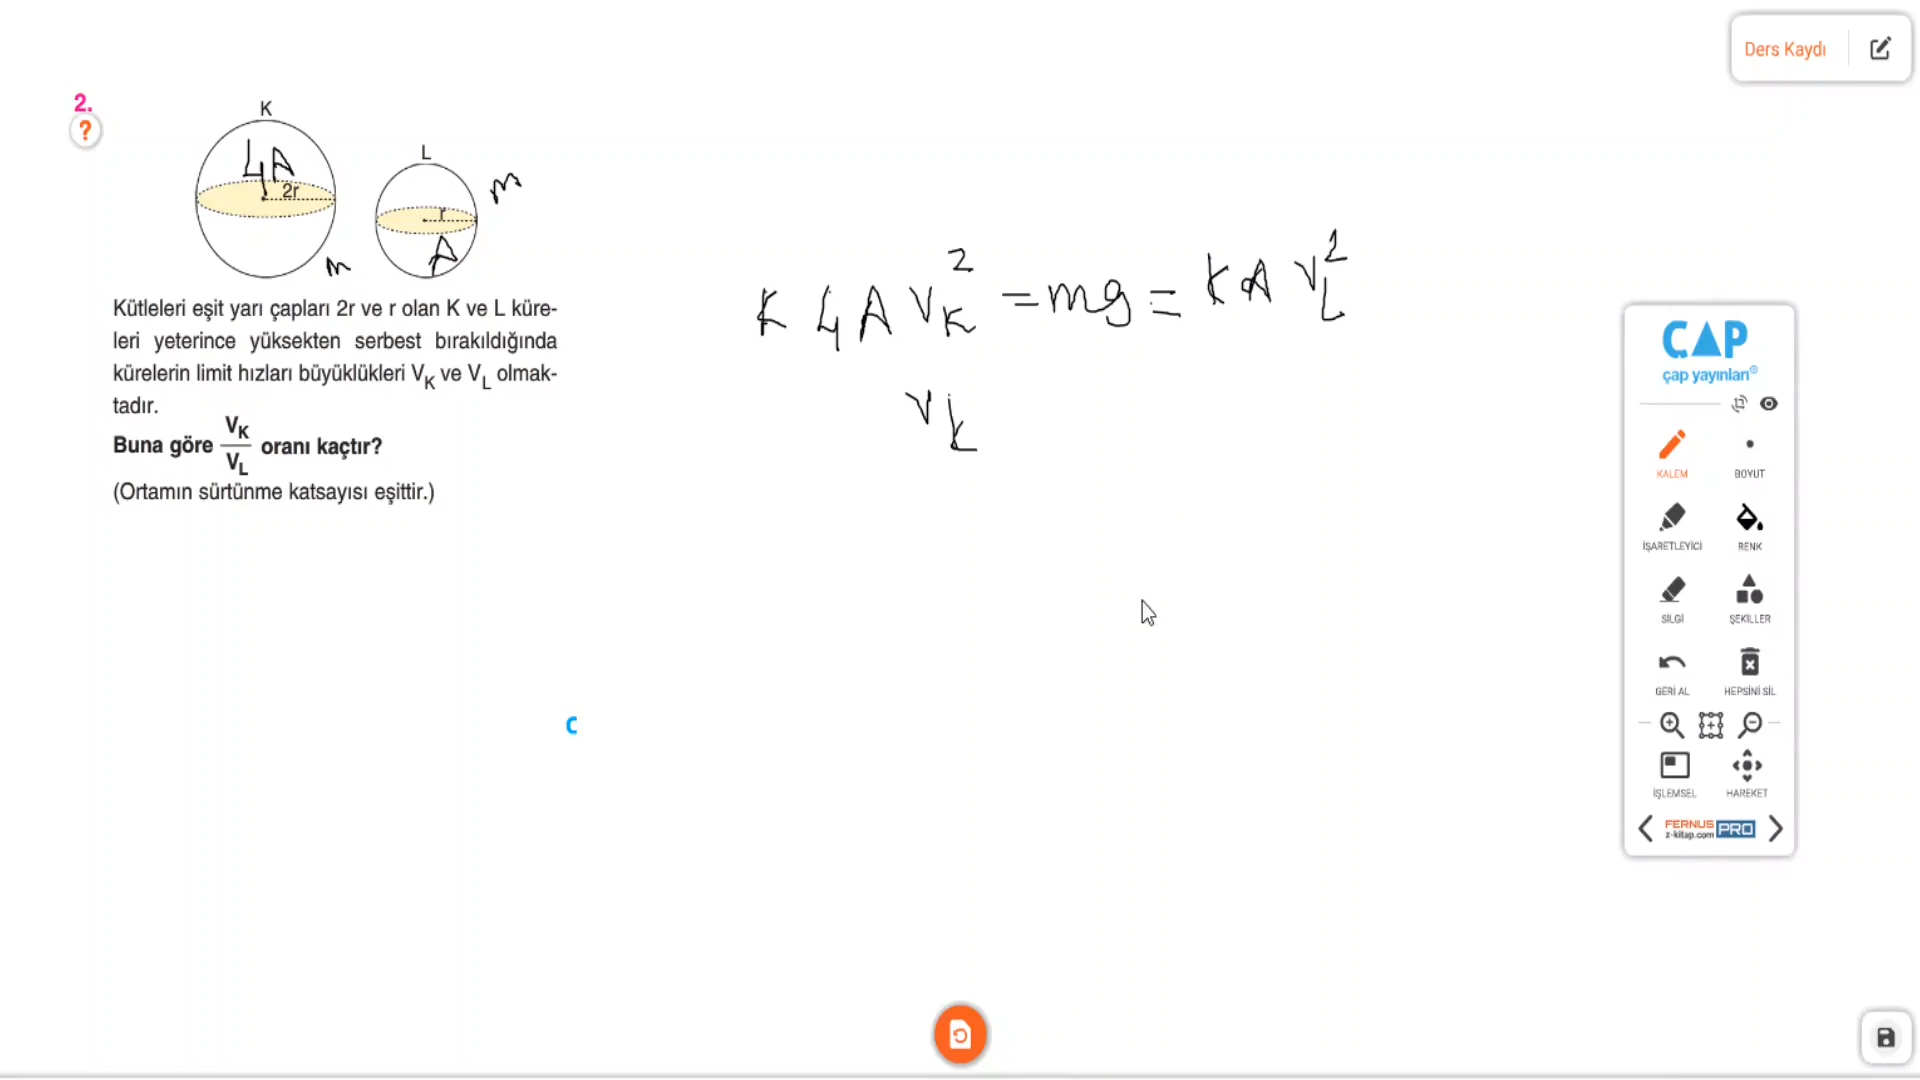 Ders Kaydı
2.
?
K
4A
2r
m
L
r
A
m
Kütleleri eşit yarı çapları 2r ve r olan K ve L küre-
leri yeterince yüksekten serbest bırakıldığında
kürelerin limit hızları büyüklükleri V_K ve V_L olmak-
tadır.
Buna göre V_K/V_L oranı kaçtır?
(Ortamın sürtünme katsayısı eşittir.)
K 4A V_K^2 = mg = K A V_L^2
V_K
C
ÇAP
çap yayınları®
KALEM
BOYUT
İŞARETLEYİCİ
RENK
SİLGİ
ŞEKİLLER
GERİ AL
HEPSİNİ SİL
İŞLEMSEL
HAREKET
FERNUS
z-kitap.com
PRO